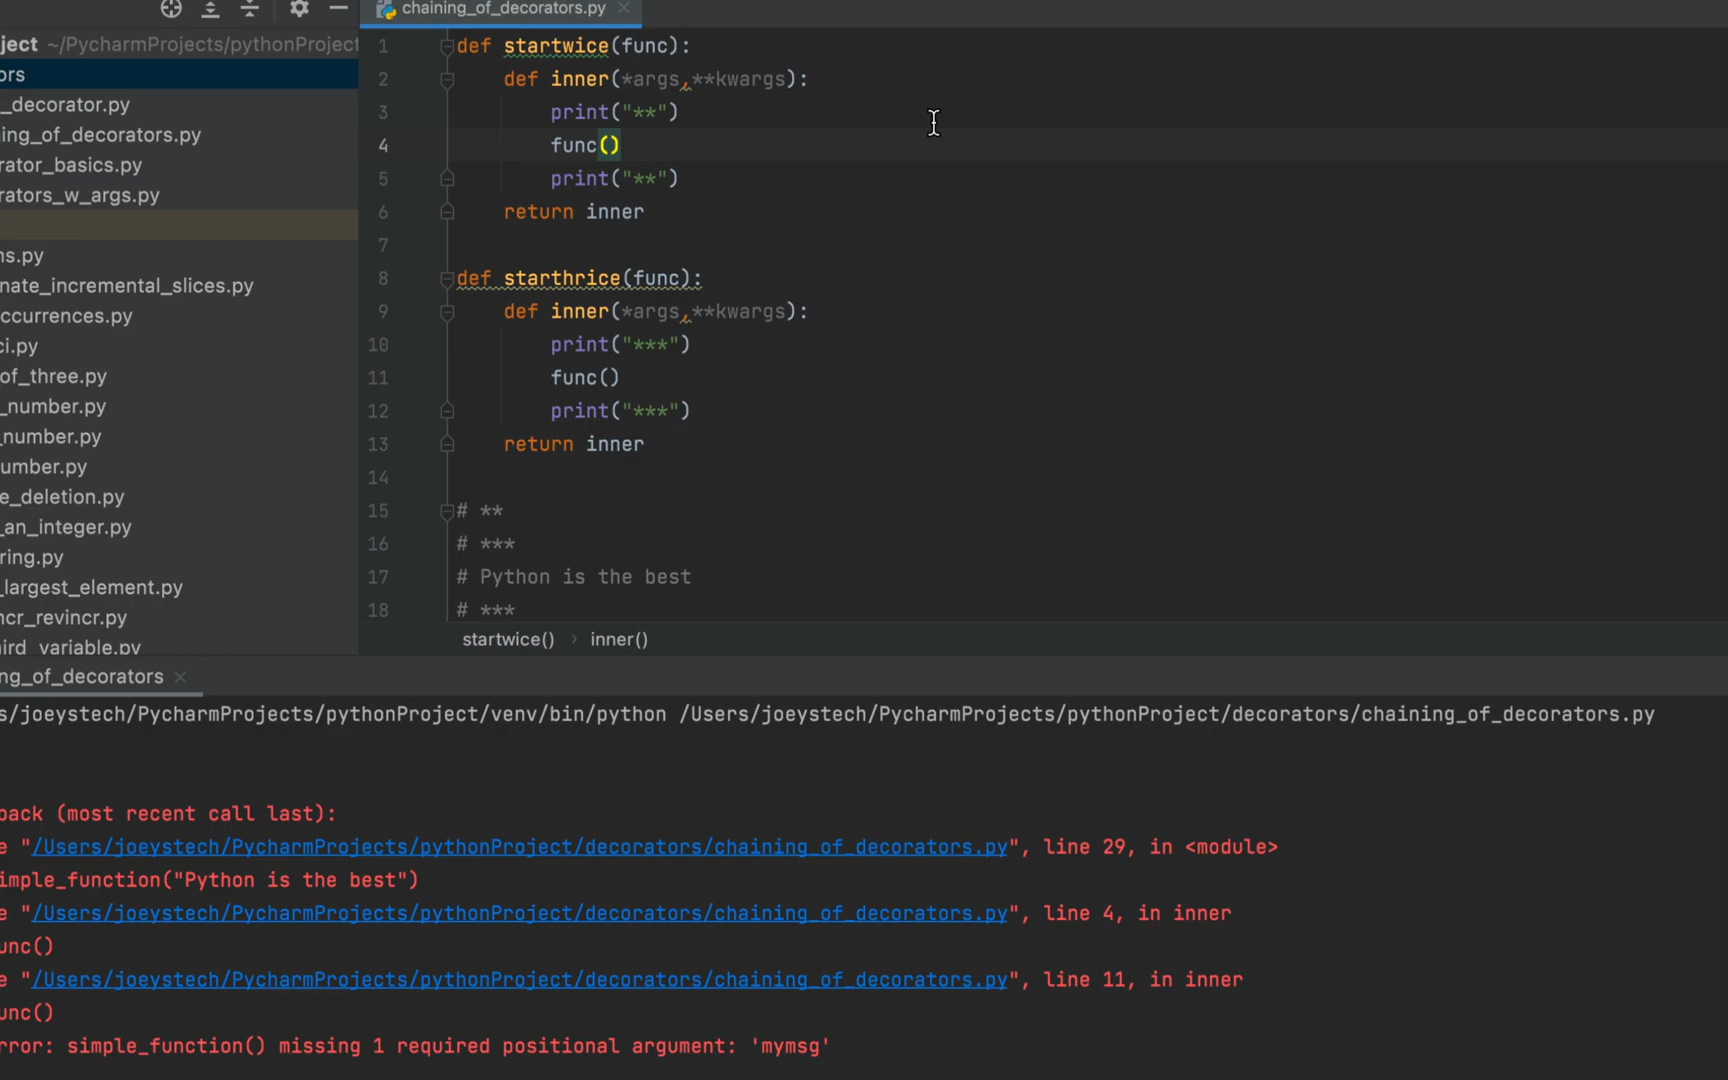 chaining_of_decorators.py
ject ~/PycharmProjects/pythonProject
ors
_decorator.py
ing_of_decorators.py
rator_basics.py
rators_w_args.py
ns.py
nate_incremental_slices.py
ccurrences.py
ci.py
of_three.py
_number.py
_number.py
umber.py
e_deletion.py
_an_integer.py
ring.py
_largest_element.py
ncr_revincr.py
ird_variable.py
1 def startwice(func):
2 def inner(*args,**kwargs):
3 print("**")
4 func()
5 print("**")
6 return inner
7
8 def starthrice(func):
9 def inner(*args,**kwargs):
10 print("***")
11 func()
12 print("***")
13 return inner
14
15 # **
16 # ***
17 # Python is the best
18 # ***
startwice() › inner()
ng_of_decorators
s/joeystech/PycharmProjects/pythonProject/venv/bin/python /Users/joeystech/PycharmProjects/pythonProject/decorators/chaining_of_decorators.py
back (most recent call last):
e "/Users/joeystech/PycharmProjects/pythonProject/decorators/chaining_of_decorators.py", line 29, in <module>
imple_function("Python is the best")
e "/Users/joeystech/PycharmProjects/pythonProject/decorators/chaining_of_decorators.py", line 4, in inner
unc()
e "/Users/joeystech/PycharmProjects/pythonProject/decorators/chaining_of_decorators.py", line 11, in inner
unc()
rror: simple_function() missing 1 required positional argument: 'mymsg'